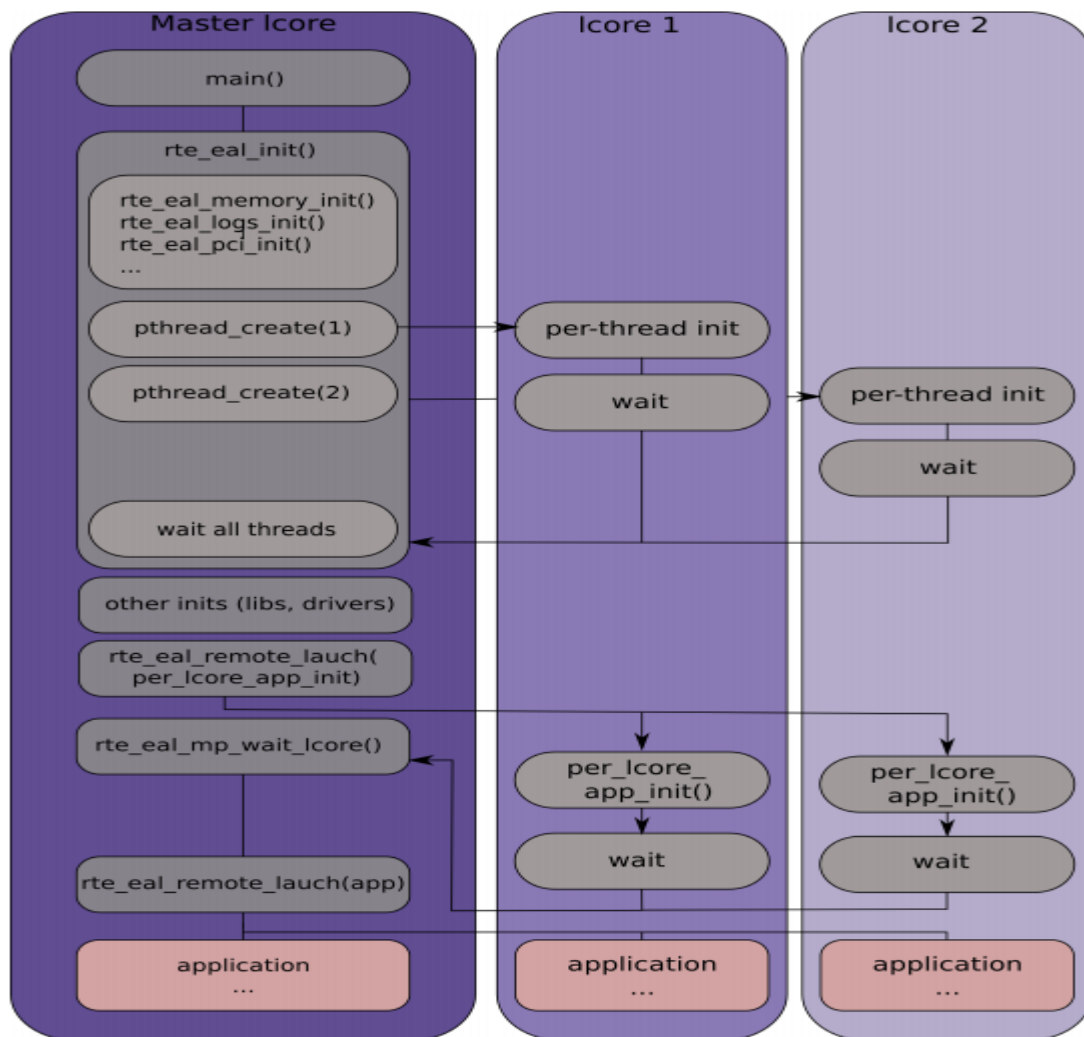 Master lcore
main()
rte_eal_init()
rte_eal_memory_init()
rte_eal_logs_init()
rte_eal_pci_init()
...
pthread_create(1)
pthread_create(2)
wait all threads
other inits (libs, drivers)
rte_eal_remote_lauch(
per_lcore_app_init)
rte_eal_mp_wait_lcore()
rte_eal_remote_lauch(app)
application
...
lcore 1
per-thread init
wait
per_lcore_
app_init()
wait
application
...
lcore 2
per-thread init
wait
per_lcore_
app_init()
wait
application
...